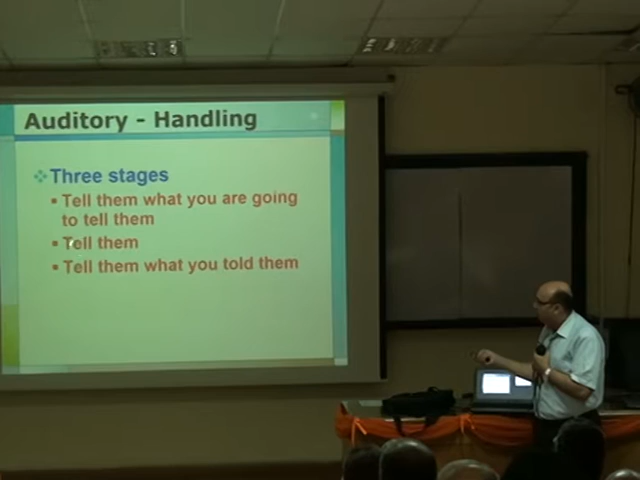 Auditory - Handling
Three stages
Tell them what you are going
to tell them
Tell them
Tell them what you told them